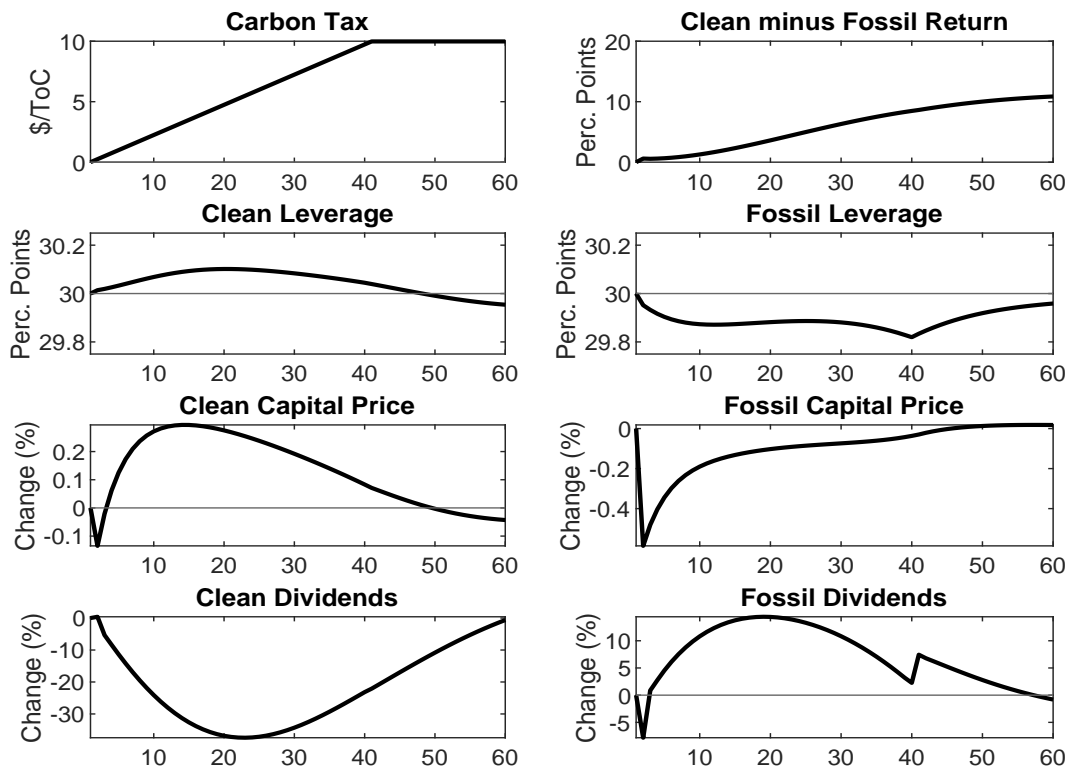 Carbon Tax
$/ToC
10
5
0
10 20 30 40 50 60
Clean minus Fossil Return
Perc. Points
20
10
0
10 20 30 40 50 60
Clean Leverage
Perc. Points
30.2
30
29.8
10 20 30 40 50 60
Fossil Leverage
Perc. Points
30.2
30
29.8
10 20 30 40 50 60
Clean Capital Price
Change (%)
0.2
0.1
0
-0.1
10 20 30 40 50 60
Fossil Capital Price
Change (%)
0
-0.2
-0.4
10 20 30 40 50 60
Clean Dividends
Change (%)
0
-10
-20
-30
10 20 30 40 50 60
Fossil Dividends
Change (%)
10
5
0
-5
10 20 30 40 50 60